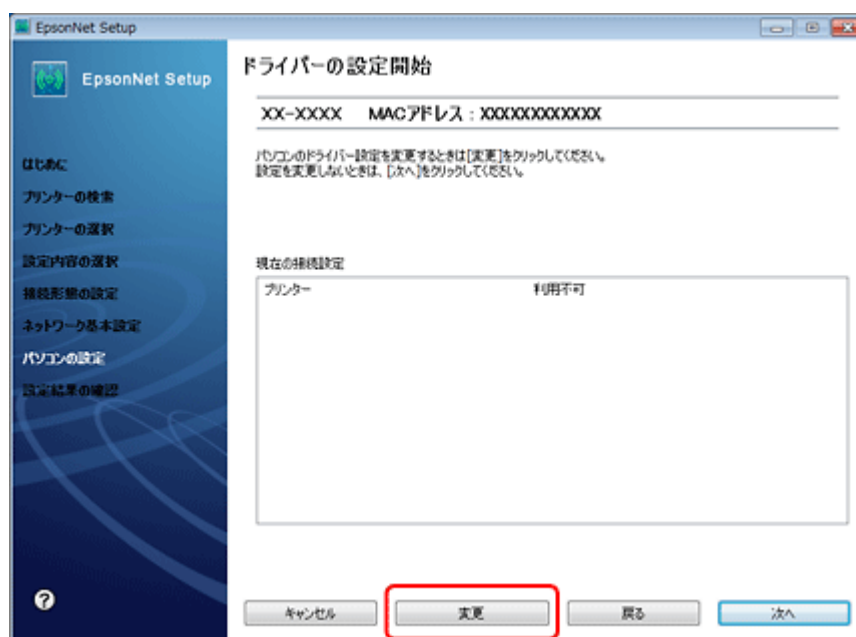 EpsonNet Setup
EpsonNet Setup
はじめに
プリンターの検索
プリンターの選択
設定内容の選択
接続形態の設定
ネットワーク基本設定
パソコンの設定
設定結果の確認
ドライバーの設定開始
XX-XXXX MACアドレス：XXXXXXXXXXXX
パソコンのドライバー設定を変更するときは[変更]をクリックしてください。
設定を変更しないときは、[次へ]をクリックしてください。
現在の接続設定
プリンター 利用不可
?
キャンセル 変更 戻る 次へ